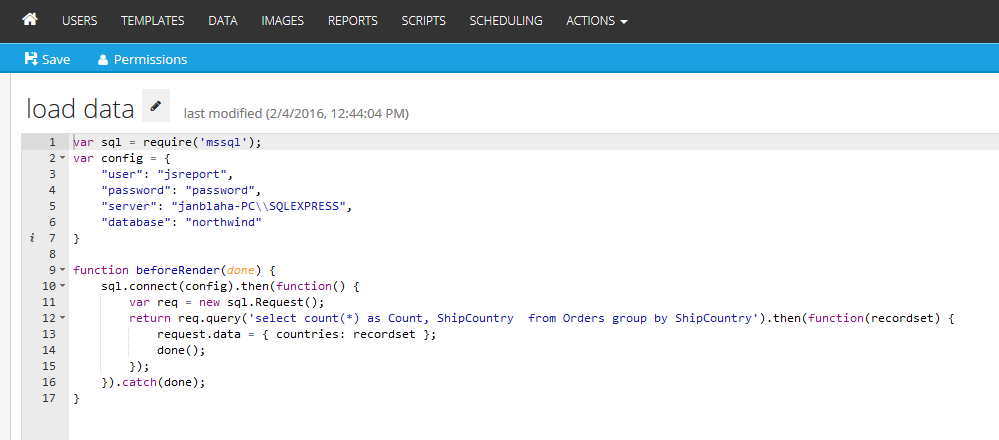 USERS TEMPLATES DATA IMAGES REPORTS SCRIPTS SCHEDULING ACTIONS
Save Permissions
load data last modified (2/4/2016, 12:44:04 PM)
1 var sql = require('mssql');
2 var config = {
3     "user": "jsreport",
4     "password": "password",
5     "server": "janblaha-PC\\SQLEXPRESS",
6     "database": "northwind"
i 7 }
8
9 function beforeRender(done) {
10     sql.connect(config).then(function() {
11         var req = new sql.Request();
12         return req.query('select count(*) as Count, ShipCountry  from Orders group by ShipCountry').then(function(recordset) {
13             request.data = { countries: recordset };
14             done();
15         });
16     }).catch(done);
17 }